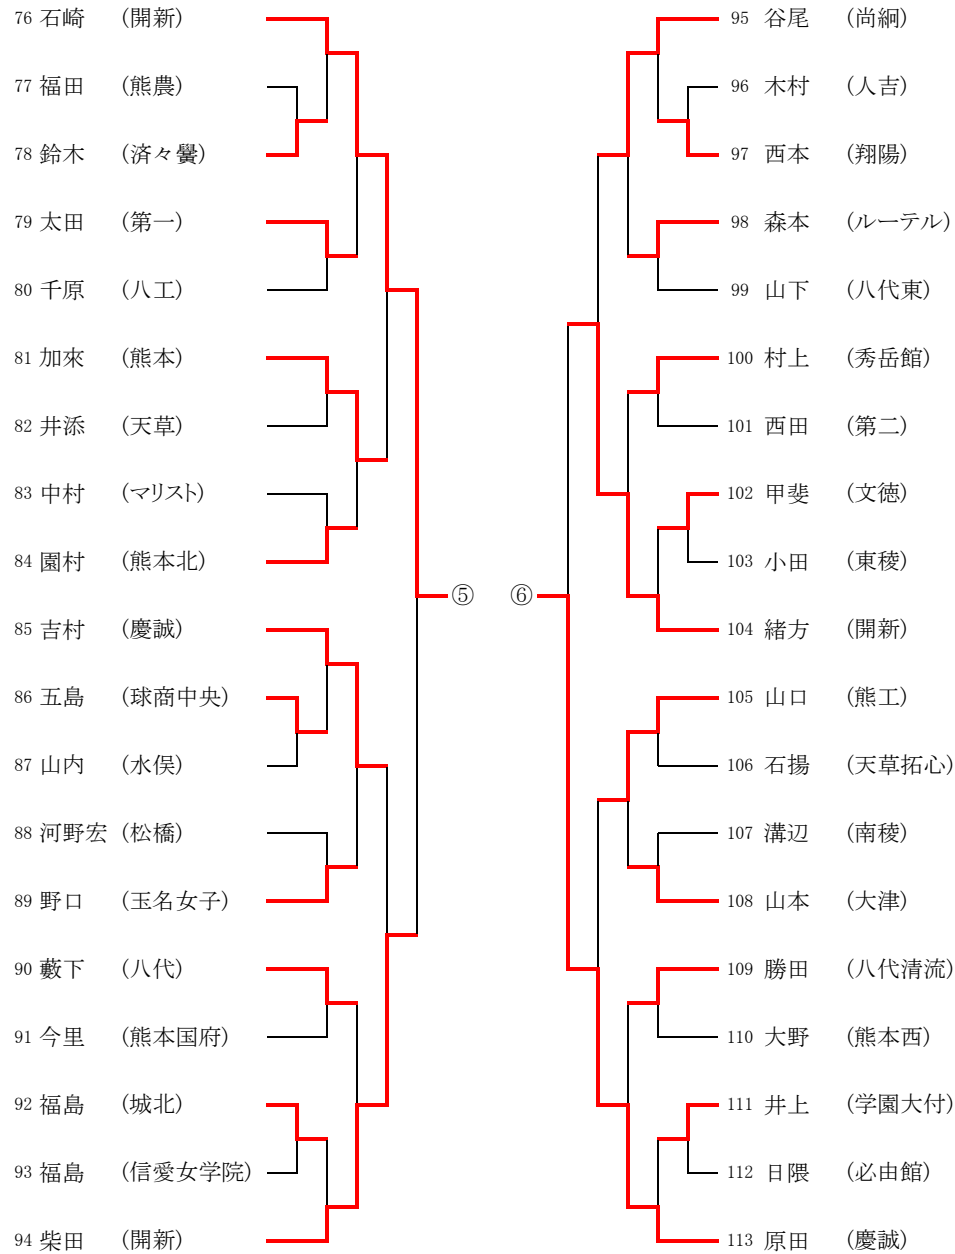 76 石崎 (開新)
77 福田 (熊農)
78 鈴木 (済々黌)
79 太田 (第一)
80 千原 (八工)
81 加來 (熊本)
82 井添 (天草)
83 中村 (マリスト)
84 園村 (熊本北)
85 吉村 (慶誠)
86 五島 (球商中央)
87 山内 (水俣)
88 河野宏 (松橋)
89 野口 (玉名女子)
90 藪下 (八代)
91 今里 (熊本国府)
92 福島 (城北)
93 福島 (信愛女学院)
94 柴田 (開新)
⑤ ⑥
95 谷尾 (尚絅)
96 木村 (人吉)
97 西本 (翔陽)
98 森本 (ルーテル)
99 山下 (八代東)
100 村上 (秀岳館)
101 西田 (第二)
102 甲斐 (文徳)
103 小田 (東稜)
104 緒方 (開新)
105 山口 (熊工)
106 石揚 (天草拓心)
107 溝辺 (南稜)
108 山本 (大津)
109 勝田 (八代清流)
110 大野 (熊本西)
111 井上 (学園大付)
112 日隈 (必由館)
113 原田 (慶誠)